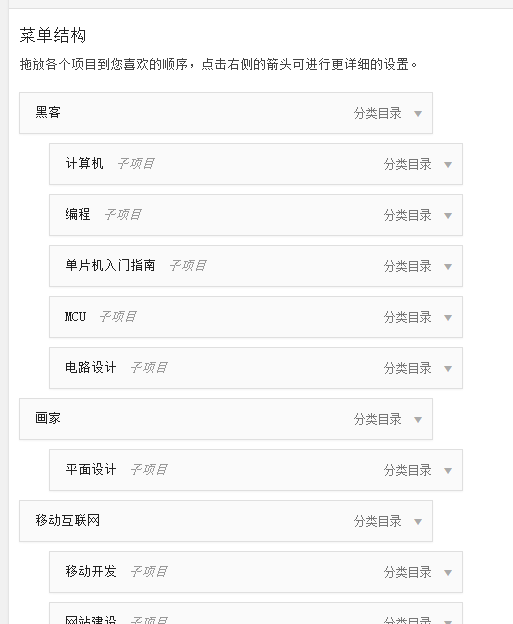 菜单结构
拖放各个项目到您喜欢的顺序，点击右侧的箭头可进行更详细的设置。
黑客 分类目录
计算机 子项目 分类目录
编程 子项目 分类目录
单片机入门指南 子项目 分类目录
MCU 子项目 分类目录
电路设计 子项目 分类目录
画家 分类目录
平面设计 子项目 分类目录
移动互联网 分类目录
移动开发 子项目 分类目录
网站建设 子项目 分类目录